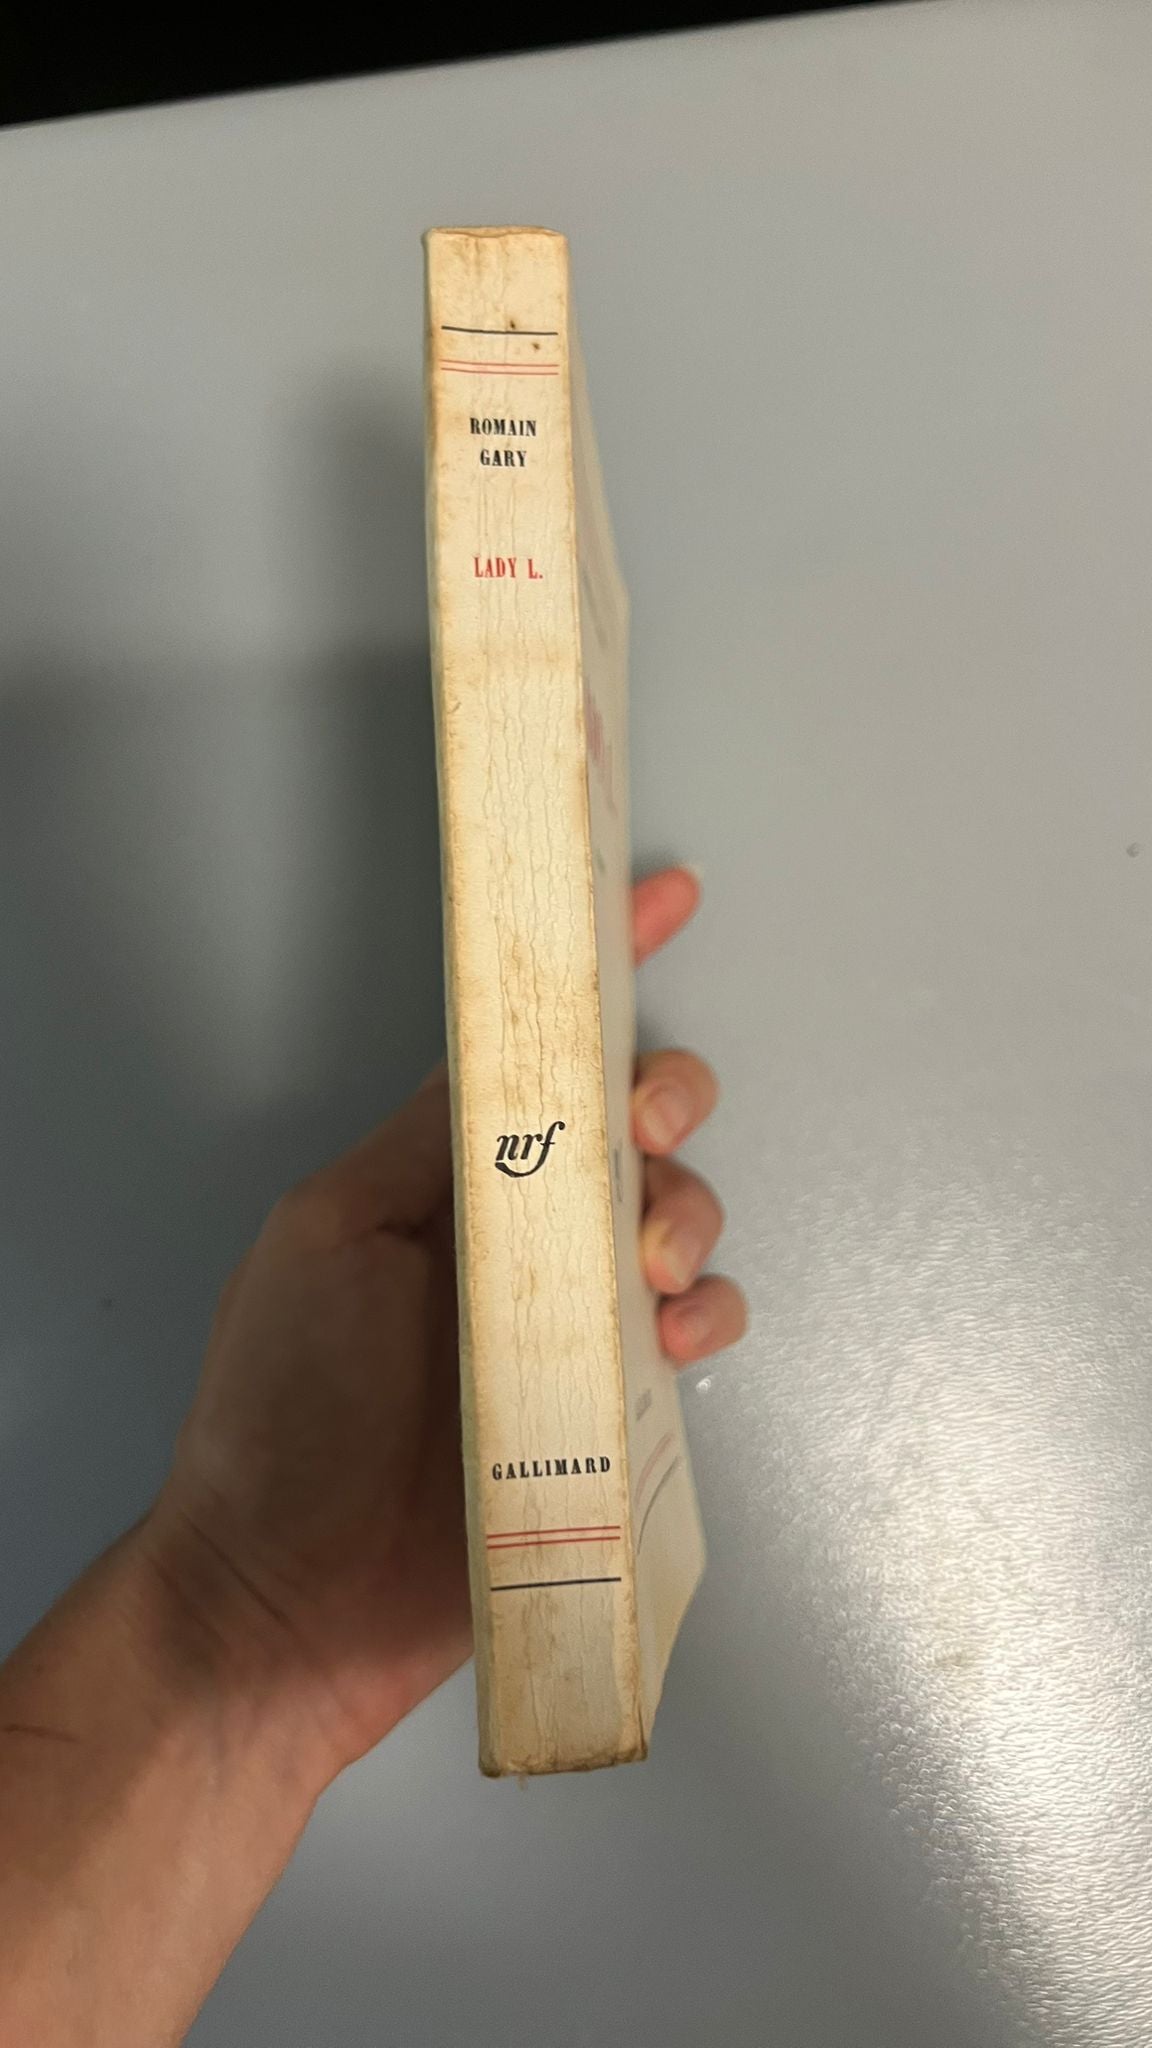 ROMAIN
GARY
LADY L.
nrf
GALLIMARD